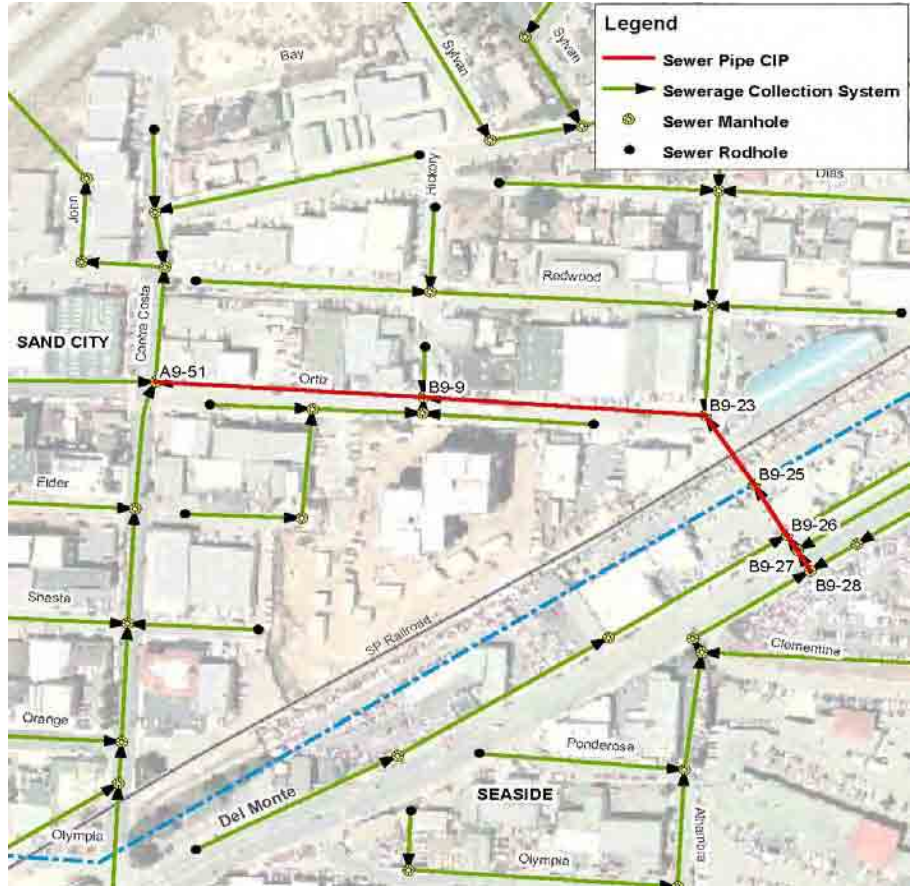 Legend
Sewer Pipe CIP
Sewerage Collection System
Sewer Manhole
Sewer Rodhole
Bay
Sylvan
Sylvan
Dias
John
Hickory
Redwood
Contra Costa
SAND CITY
A9-51
Ortiz
B9-9
B9-23
B9-25
Elder
B9-26
B9-27
B9-28
Shasta
SP Railroad
Clementina
Orange
Ponderosa
Del Monte
SEASIDE
Alhambra
Olympia
Olympia